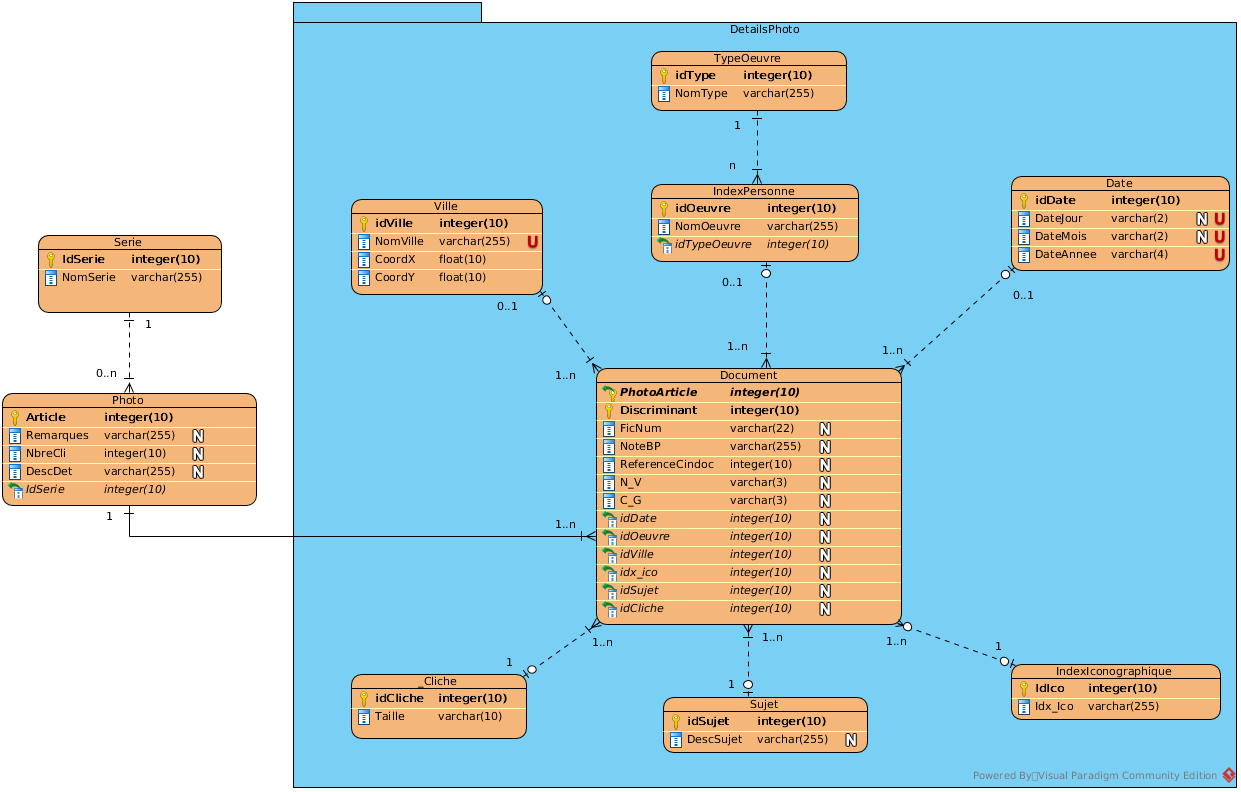 DetailsPhoto
TypeOeuvre
idType integer(10)
NomType varchar(255)
1
n
IndexPersonne
idOeuvre integer(10)
NomOeuvre varchar(255)
idTypeOeuvre integer(10)
0..1
1..n
Date
idDate integer(10)
DateJour varchar(2) N U
DateMois varchar(2) N U
DateAnnee varchar(4) U
0..1
1..n
Ville
idVille integer(10)
NomVille varchar(255) U
CoordX float(10)
CoordY float(10)
0..1
1..n
Serie
IdSerie integer(10)
NomSerie varchar(255)
1
0..n
Photo
Article integer(10)
Remarques varchar(255) N
NbreCli integer(10) N
DescDet varchar(255) N
IdSerie integer(10)
1
1..n
Document
PhotoArticle integer(10)
Discriminant integer(10)
FicNum varchar(22) N
NoteBP varchar(255) N
ReferenceCindoc integer(10) N
N_V varchar(3) N
C_G varchar(3) N
idDate integer(10) N
idOeuvre integer(10) N
idVille integer(10) N
idx_ico integer(10) N
idSujet integer(10) N
idCliche integer(10) N
1..n
1
_Cliche
idCliche integer(10)
Taille varchar(10)
1..n
1
Sujet
idSujet integer(10)
DescSujet varchar(255) N
1..n
1
IndexIconographique
IdIco integer(10)
Idx_Ico varchar(255)
Powered By Visual Paradigm Community Edition